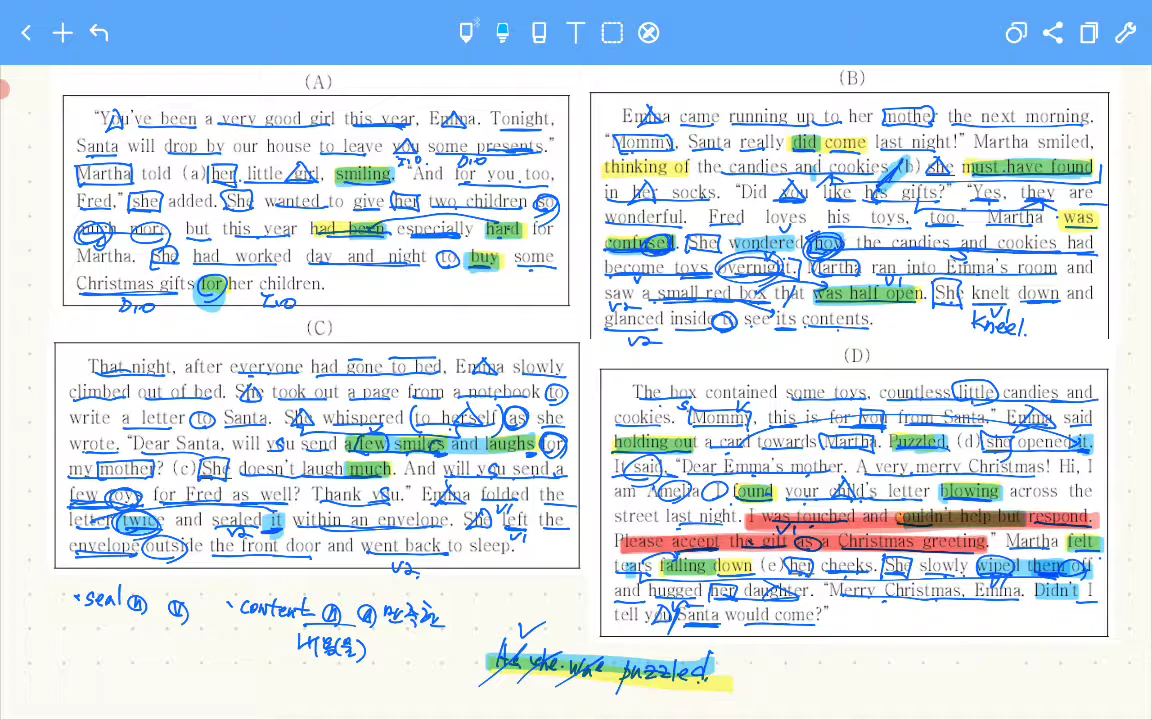 (A)
"You've been a very good girl this year, Emma. Tonight,
Santa will drop by our house to leave you some presents."
I.O. D.O
Martha told (a) her little girl, smiling. "And for you too,
Fred," she added. She wanted to give her two children so
much more, but this year had been especially hard for
Martha. She had worked day and night to buy some
Christmas gifts for her children.
D.O I.O
(B)
Emma came running up to her mother the next morning.
"Mommy, Santa really did come last night!" Martha smiled,
thinking of the candies and cookies (b) she must have found
in her socks. "Did you like his gifts?" "Yes, they are
wonderful. Fred loves his toys, too." Martha was
confused. She wondered how the candies and cookies had
become toys overnight. Martha ran into Emma's room and
saw a small red box that was half open. She knelt down and
glanced inside to see its contents.
kneel.
(C)
That night, after everyone had gone to bed, Emma slowly
climbed out of bed. She took out a page from a notebook to
write a letter to Santa. She whispered to herself as she
wrote. "Dear Santa, will you send a few smiles and laughs for
my mother? (c) She doesn't laugh much. And will you send a
few toys for Fred as well? Thank you." Emma folded the
letter twice and sealed it within an envelope. She left the
envelope outside the front door and went back to sleep.
(D)
The box contained some toys, countless little candies and
cookies. "Mommy, this is for you from Santa." Emma said
holding out a card towards Martha. Puzzled, (d) she opened it.
It said, "Dear Emma's mother. A very merry Christmas! Hi, I
am Amelia. I found your child's letter blowing across the
street last night. I was touched and couldn't help but respond.
Please accept the gift as a Christmas greeting." Martha felt
tears falling down (e) her cheeks. She slowly wiped them off
and hugged her daughter. "Merry Christmas, Emma. Didn't I
tell you Santa would come?"
· seal ⓝ ⓥ · content ⓝ ⓐ 만족한
내용(물)
As she was puzzled.